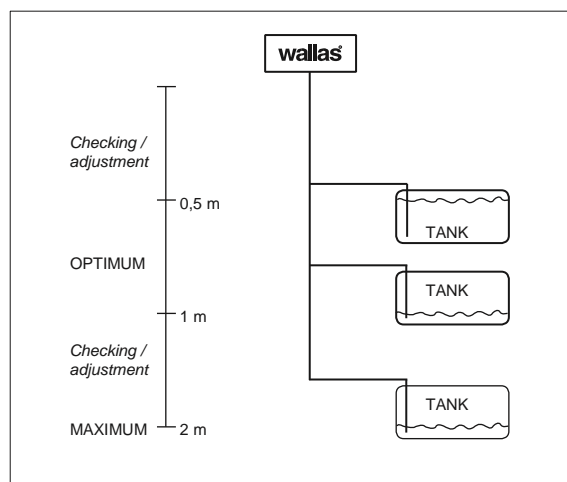 wallas®
Checking /
adjustment
0,5 m
TANK
OPTIMUM
TANK
1 m
Checking /
adjustment
TANK
MAXIMUM
2 m